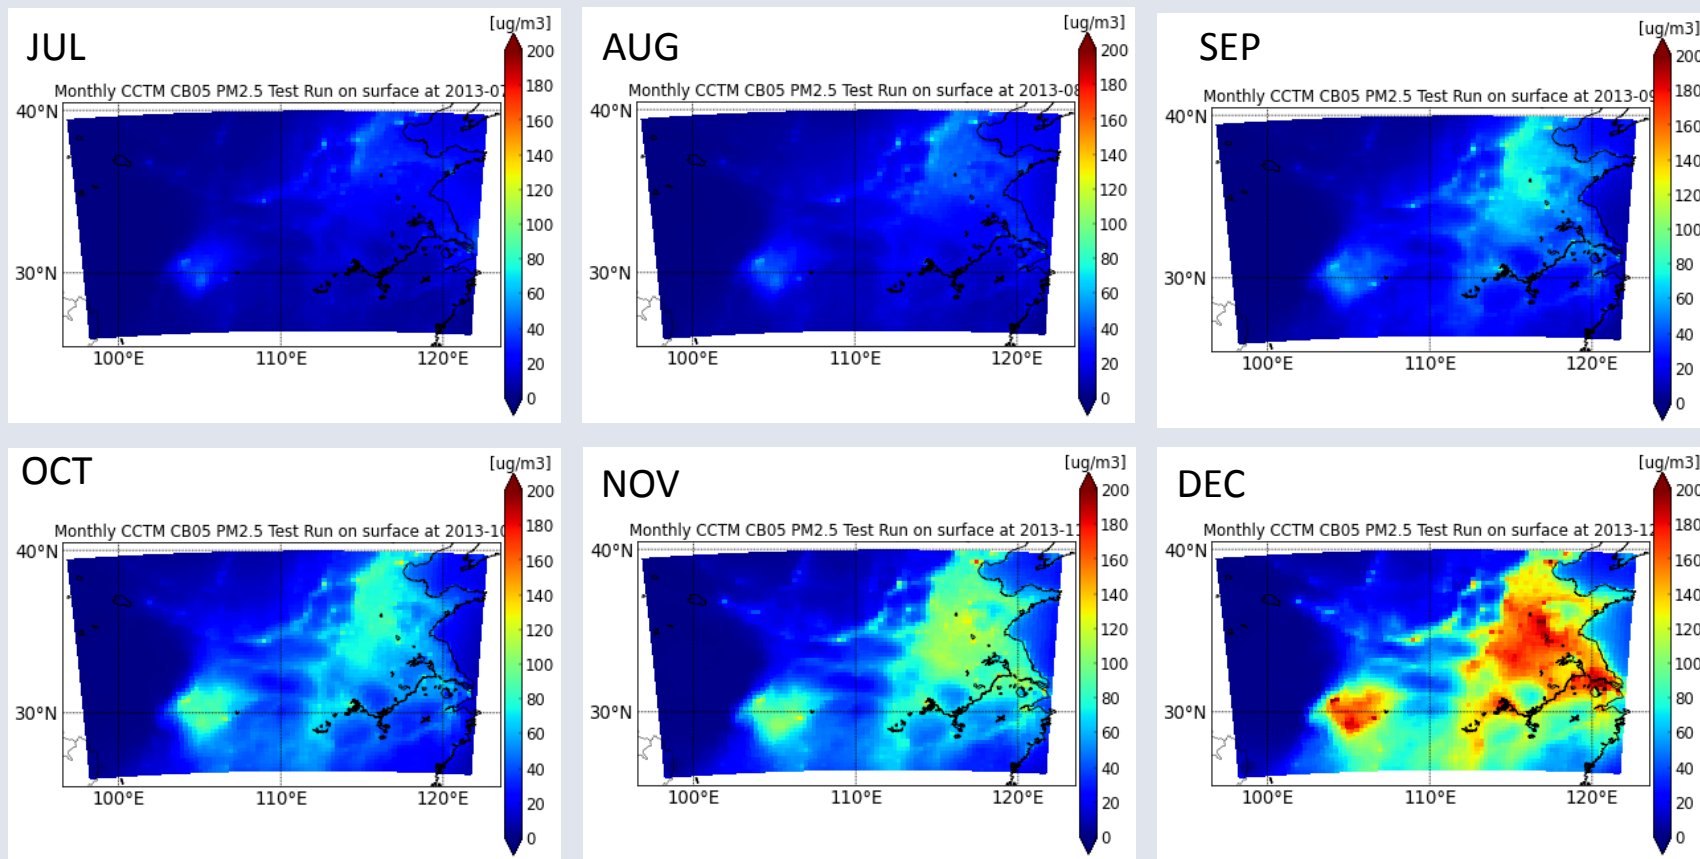 JUL
[ug/m3]
Monthly CCTM CB05 PM2.5 Test Run on surface at 2013-07
200
180
160
140
120
100
80
60
40
20
0
40°N
30°N
100°E 110°E 120°E
AUG
[ug/m3]
Monthly CCTM CB05 PM2.5 Test Run on surface at 2013-08
200
180
160
140
120
100
80
60
40
20
0
40°N
30°N
100°E 110°E 120°E
SEP
[ug/m3]
Monthly CCTM CB05 PM2.5 Test Run on surface at 2013-09
200
180
160
140
120
100
80
60
40
20
0
40°N
30°N
100°E 110°E 120°E
OCT
[ug/m3]
Monthly CCTM CB05 PM2.5 Test Run on surface at 2013-10
200
180
160
140
120
100
80
60
40
20
0
40°N
30°N
100°E 110°E 120°E
NOV
[ug/m3]
Monthly CCTM CB05 PM2.5 Test Run on surface at 2013-11
200
180
160
140
120
100
80
60
40
20
0
40°N
30°N
100°E 110°E 120°E
DEC
[ug/m3]
Monthly CCTM CB05 PM2.5 Test Run on surface at 2013-12
200
180
160
140
120
100
80
60
40
20
0
40°N
30°N
100°E 110°E 120°E